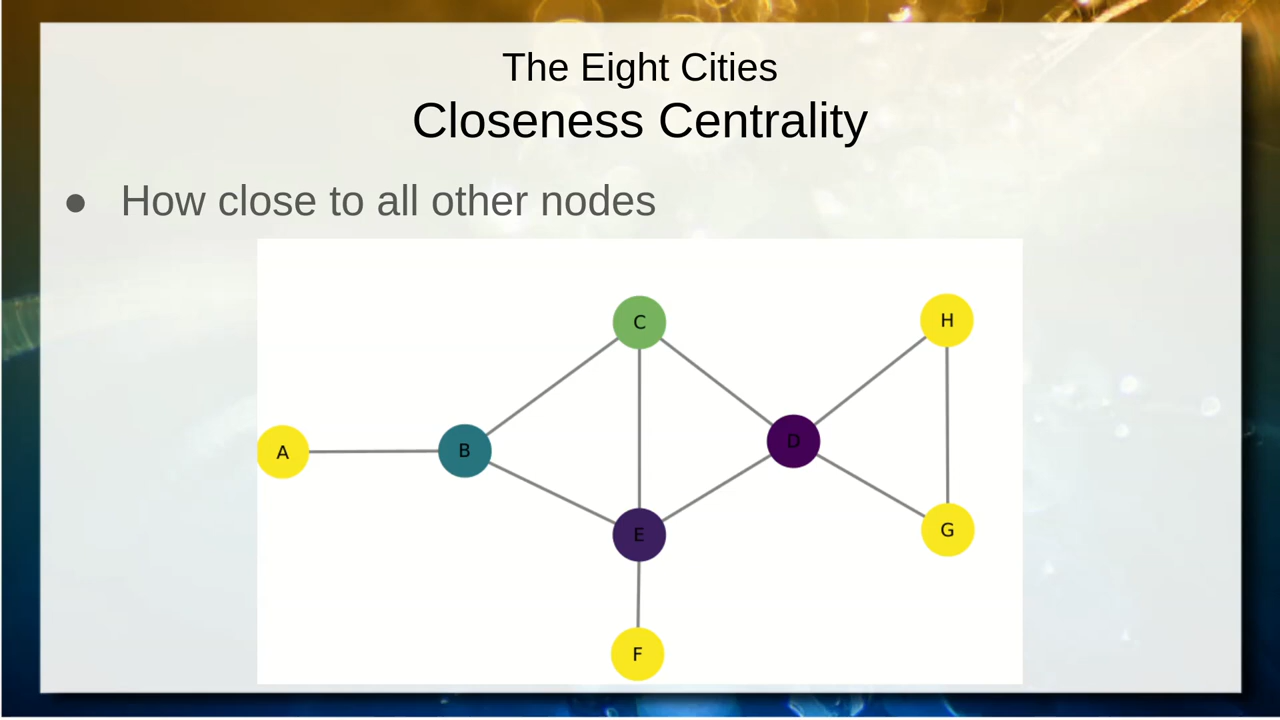 The Eight Cities
Closeness Centrality
● How close to all other nodes
C
H
A
B
D
E
G
F